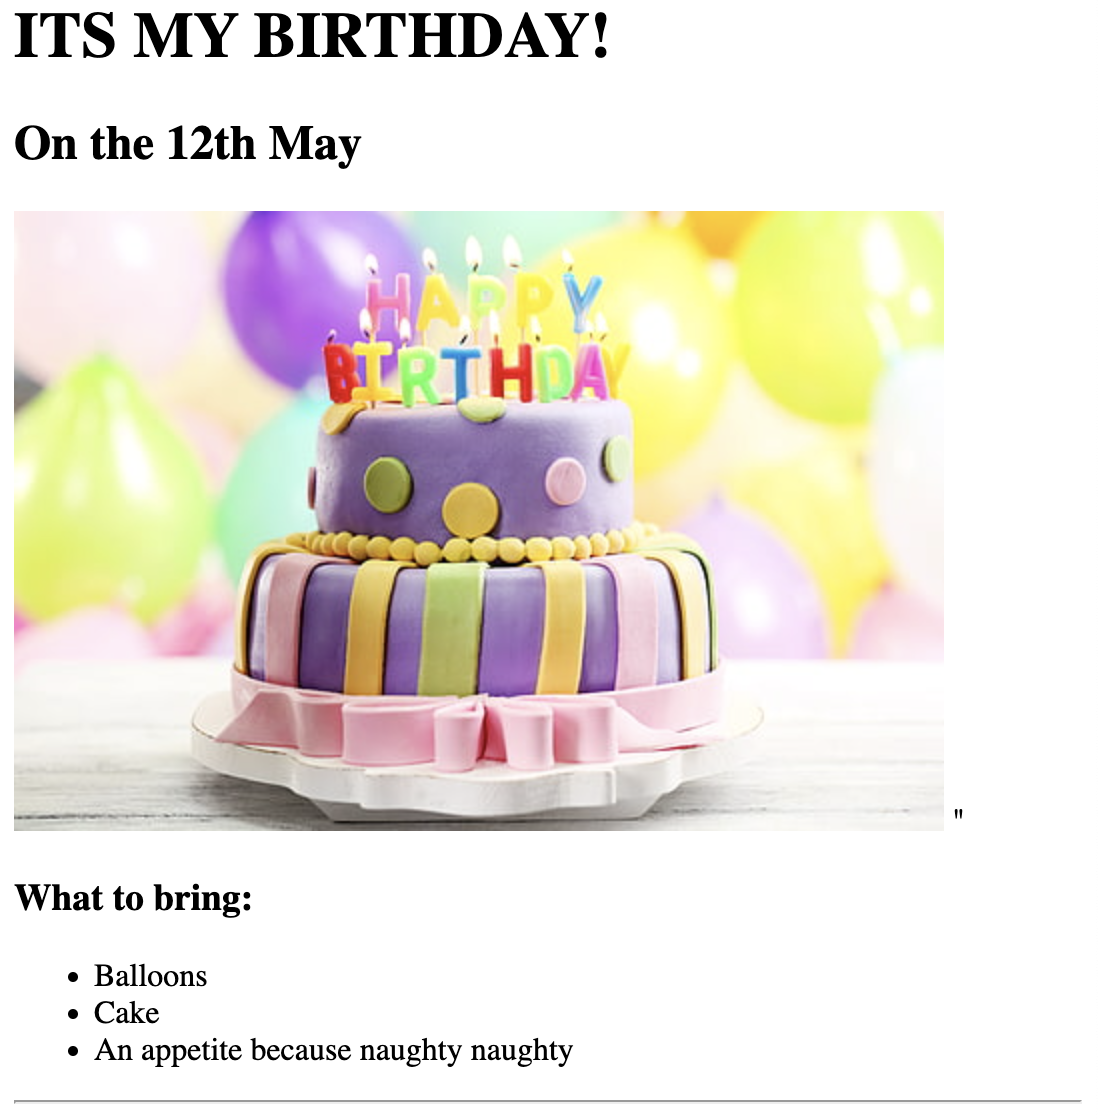 ITS MY BIRTHDAY!
On the 12th May
HAPPY
BIRTHDAY
"
What to bring:
• Balloons
• Cake
• An appetite because naughty naughty